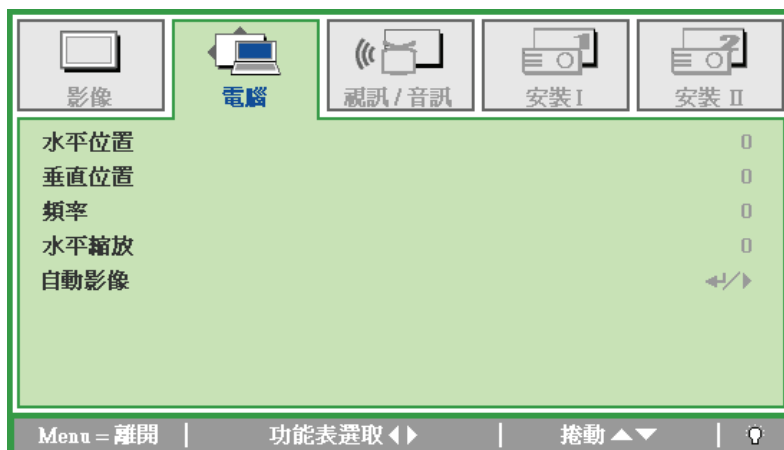 影像
電腦
視訊 / 音訊
安裝 I
安裝 II
水平位置 0
垂直位置 0
頻率 0
水平縮放 0
自動影像
Menu = 離開 功能表選取 捲動